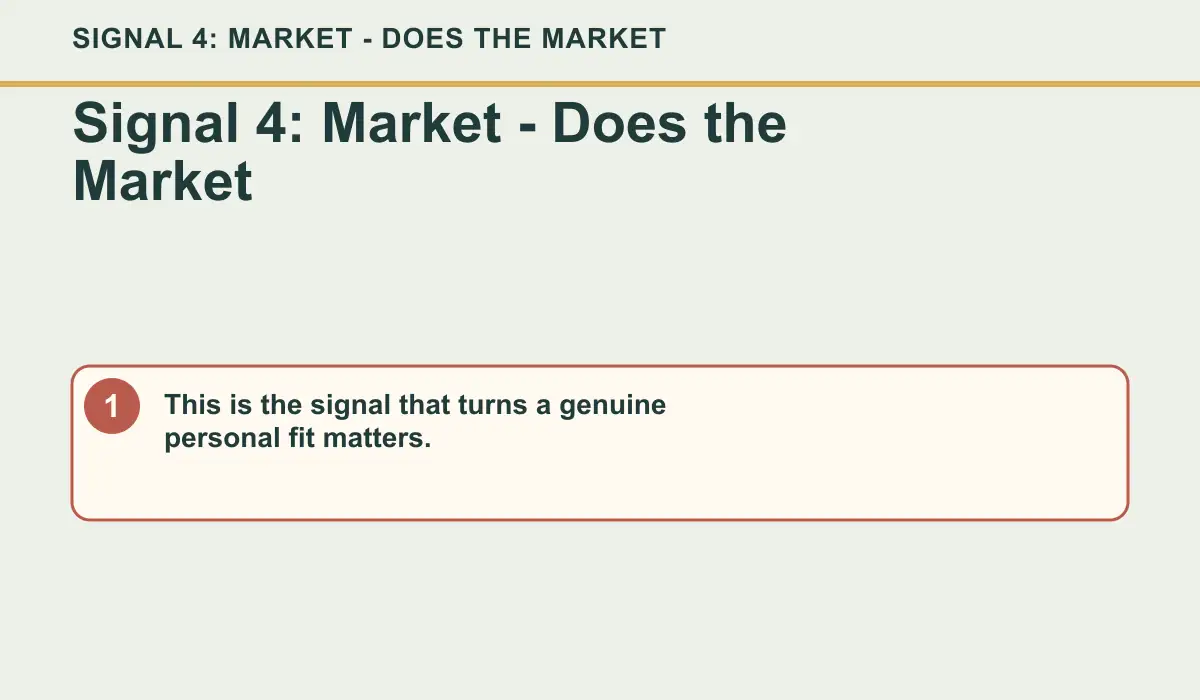 SIGNAL 4: MARKET - DOES THE MARKET
Signal 4: Market - Does the
Market
1
This is the signal that turns a genuine
personal fit matters.